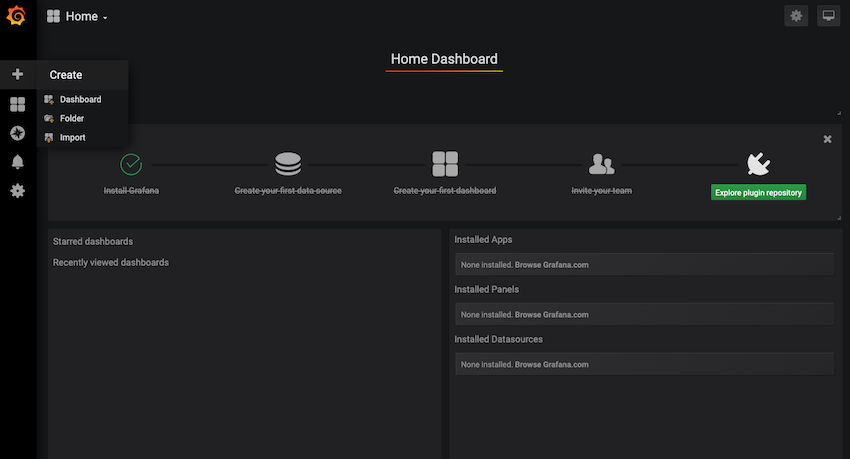 Home
Home Dashboard
Create
Dashboard
Folder
Import
Install Grafana
Create your first data source
Create your first dashboard
Invite your team
Explore plugin repository
Starred dashboards
Recently viewed dashboards
Installed Apps
None installed. Browse Grafana.com
Installed Panels
None installed. Browse Grafana.com
Installed Datasources
None installed. Browse Grafana.com